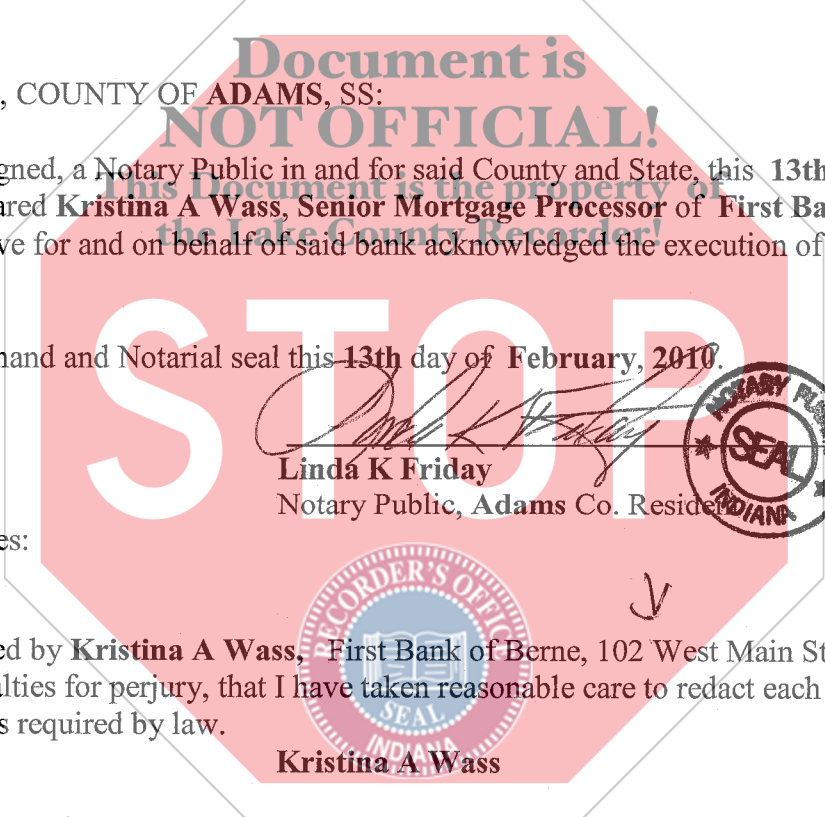 Document is
, COUNTY OF ADAMS, SS:
NOT OFFICIAL!
gned, a Notary Public in and for said County and State, this 13th
This Document is the property of
ared Kristina A Wass, Senior Mortgage Processor of First Ba
the Lake County Recorder!
ve for and on behalf of said bank acknowledged the execution of
STOP
hand and Notarial seal this 13th day of February, 2010.
Linda K Friday
NOTARY PUBL
SEAL
INDIANA
Linda K Friday
Notary Public, Adams Co. Resident
es:
RECORDER'S OFFIC
SEAL
INDIANA
ed by Kristina A Wass, First Bank of Berne, 102 West Main St
alties for perjury, that I have taken reasonable care to redact each
s required by law.
Kristina A Wass